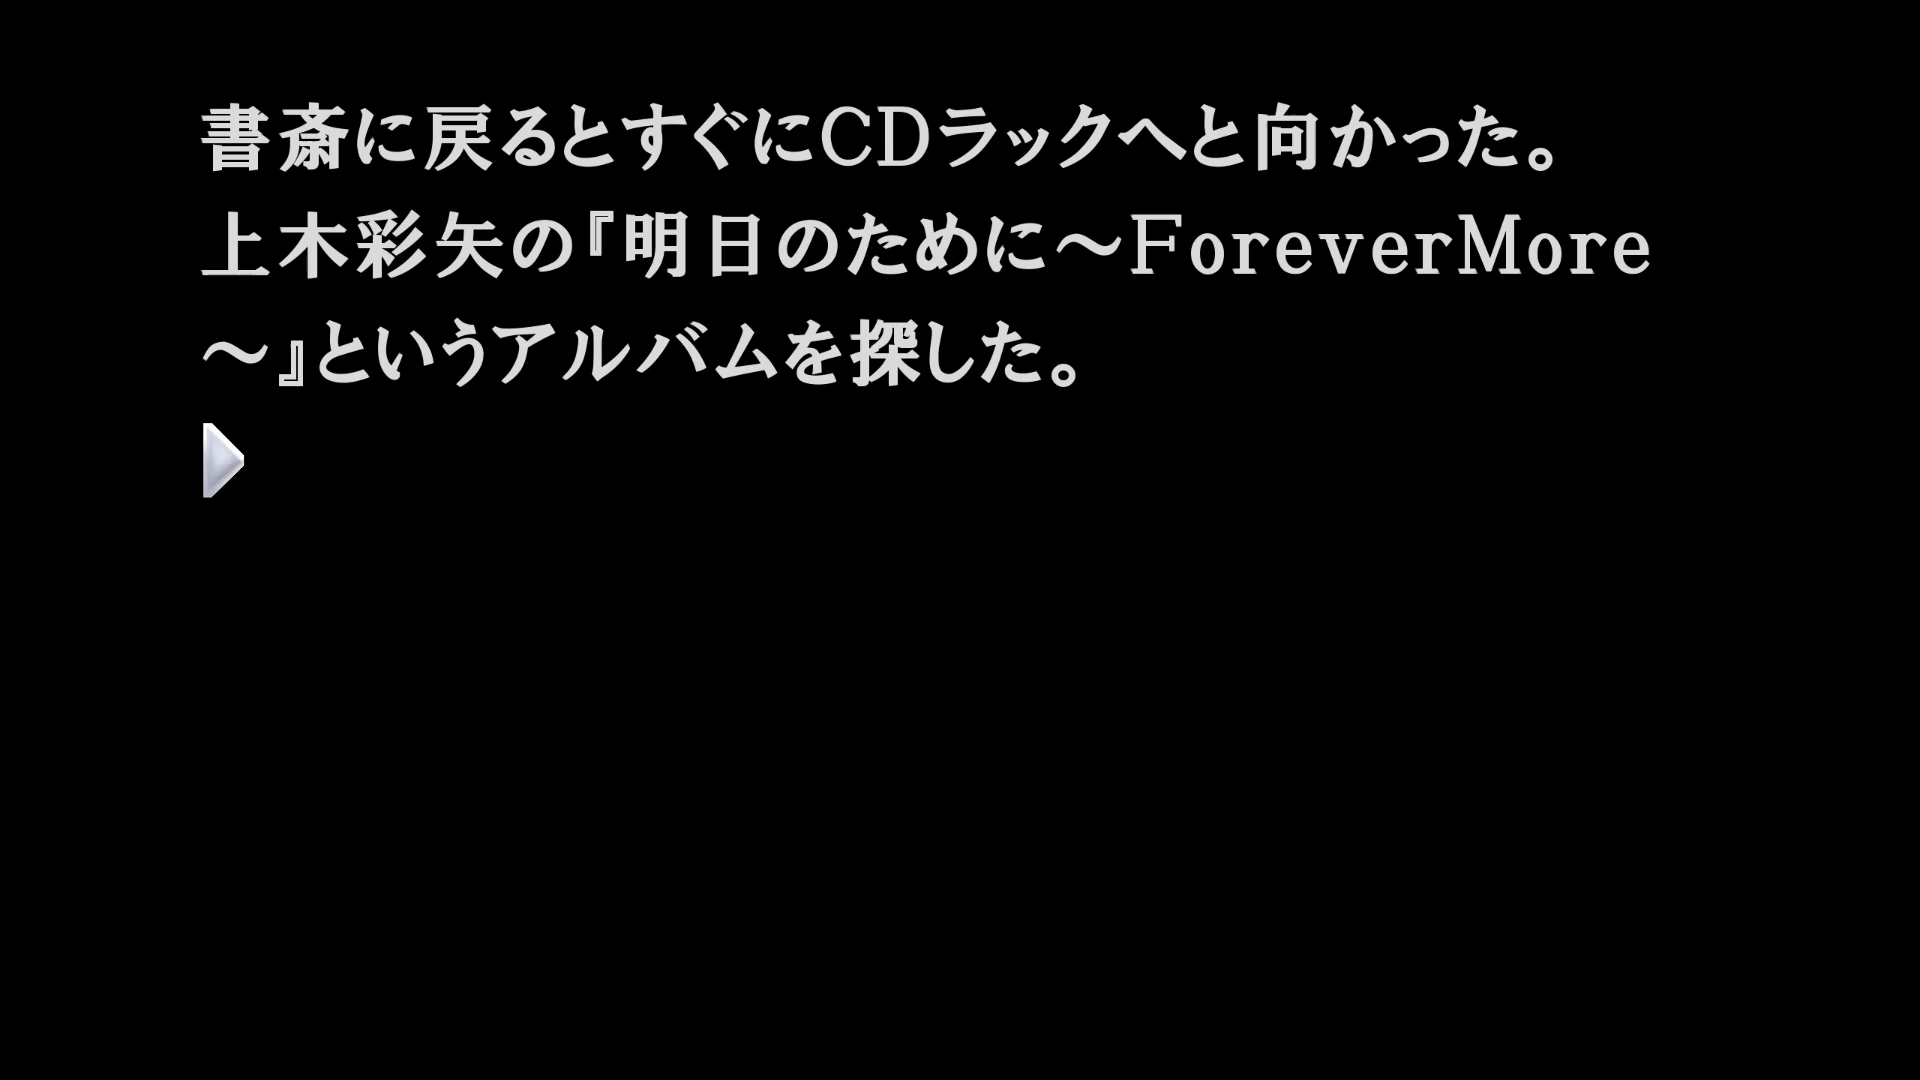 書斎に戻るとすぐにCDラックへと向かった。
上木彩矢の『明日のために～ForeverMore
～』というアルバムを探した。